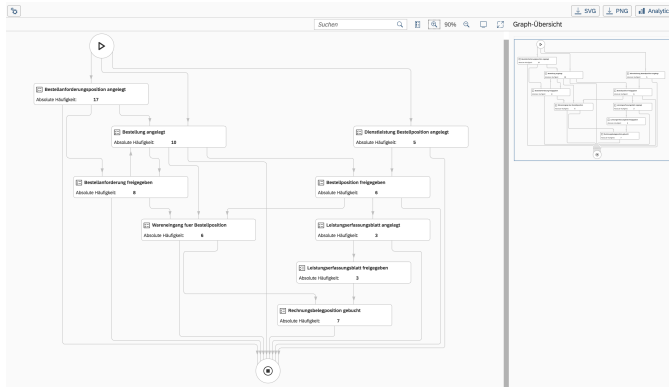 SVG
PNG
Analytic
Suchen
90%
Graph-Übersicht
Bestellanforderungsposition angelegt
Absolute Häufigkeit: 17
Bestellung angelegt
Absolute Häufigkeit: 10
Dienstleistung Bestellposition angelegt
Absolute Häufigkeit: 5
Bestellanforderung freigegeben
Absolute Häufigkeit: 8
Bestellposition freigegeben
Absolute Häufigkeit: 6
Wareneingang fuer Bestellposition
Absolute Häufigkeit: 6
Leistungserfassungsblatt angelegt
Absolute Häufigkeit: 3
Leistungserfassungsblatt freigegeben
Absolute Häufigkeit: 3
Rechnungsbelegposition gebucht
Absolute Häufigkeit: 7